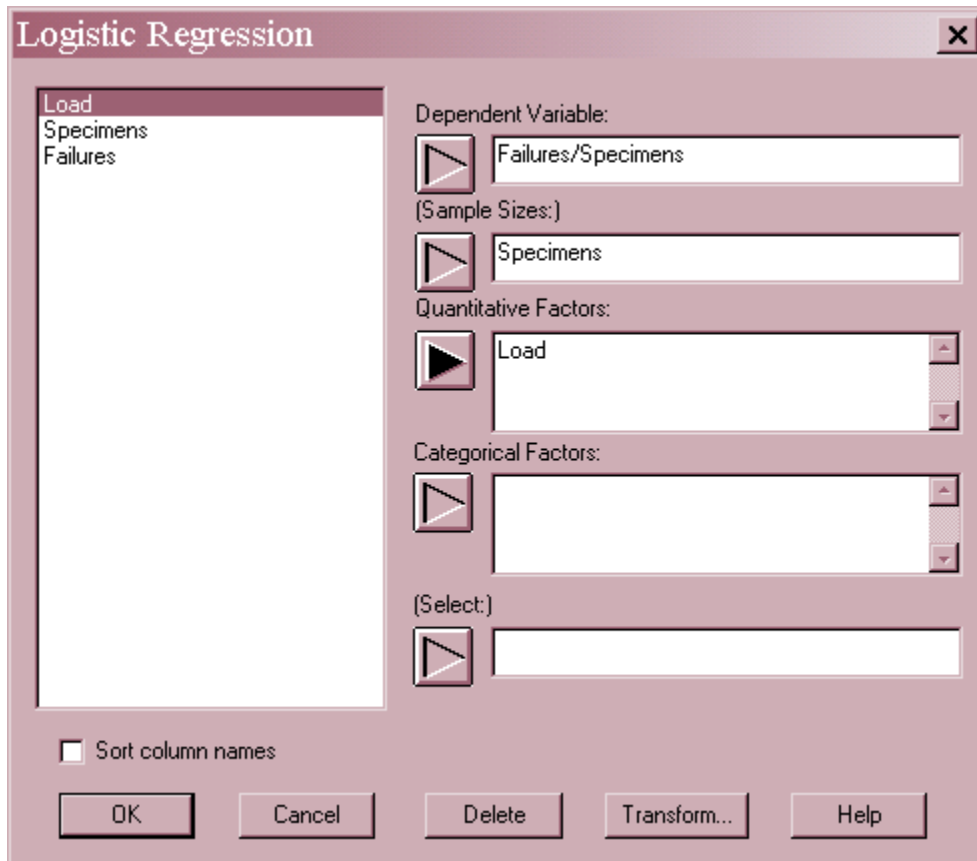 Logistic Regression
Load
Specimens
Failures
Dependent Variable:
Failures/Specimens
(Sample Sizes:)
Specimens
Quantitative Factors:
Load
Categorical Factors:
(Select:)
Sort column names
OK
Cancel
Delete
Transform...
Help